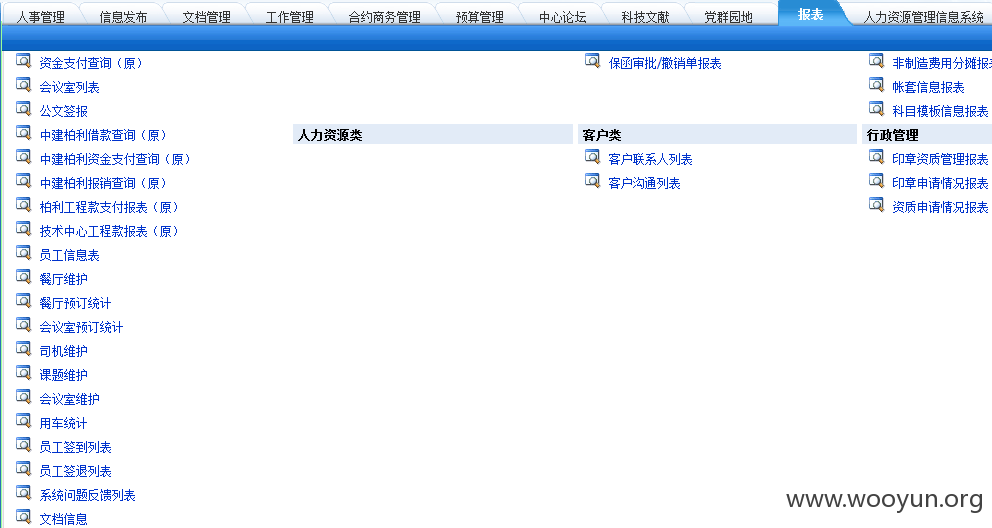 人事管理 信息发布 文档管理 工作管理 合约商务管理 预算管理 中心论坛 科技文献 党群园地 报表 人力资源管理信息系统
资金支付查询（原） 保函审批/撤销单报表 非制造费用分摊报表
会议室列表 帐套信息报表
公文签报 科目模板信息报表
中建柏利借款查询（原） 人力资源类 客户类 行政管理
中建柏利资金支付查询（原） 客户联系人列表 印章资质管理报表
中建柏利报销查询（原） 客户沟通列表 印章申请情况报表
柏利工程款支付报表（原） 资质申请情况报表
技术中心工程款报表（原）
员工信息表
餐厅维护
餐厅预订统计
会议室预订统计
司机维护
课题维护
会议室维护
用车统计
员工签到列表
员工签退列表
系统问题反馈列表
文档信息
www.wooyun.org